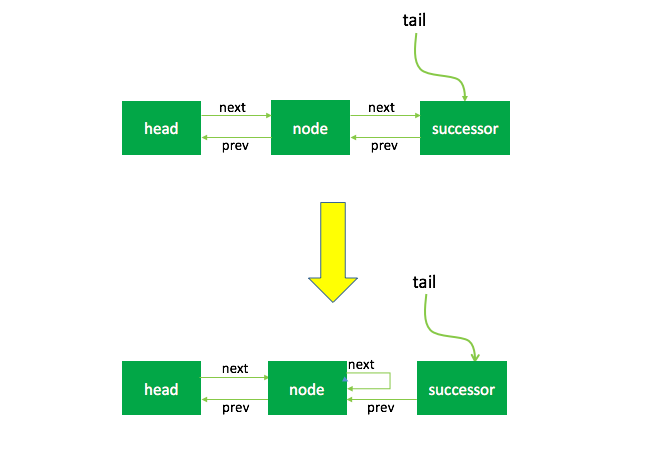 tail
next next
head node successor
prev prev
tail
next next
head node successor
prev prev